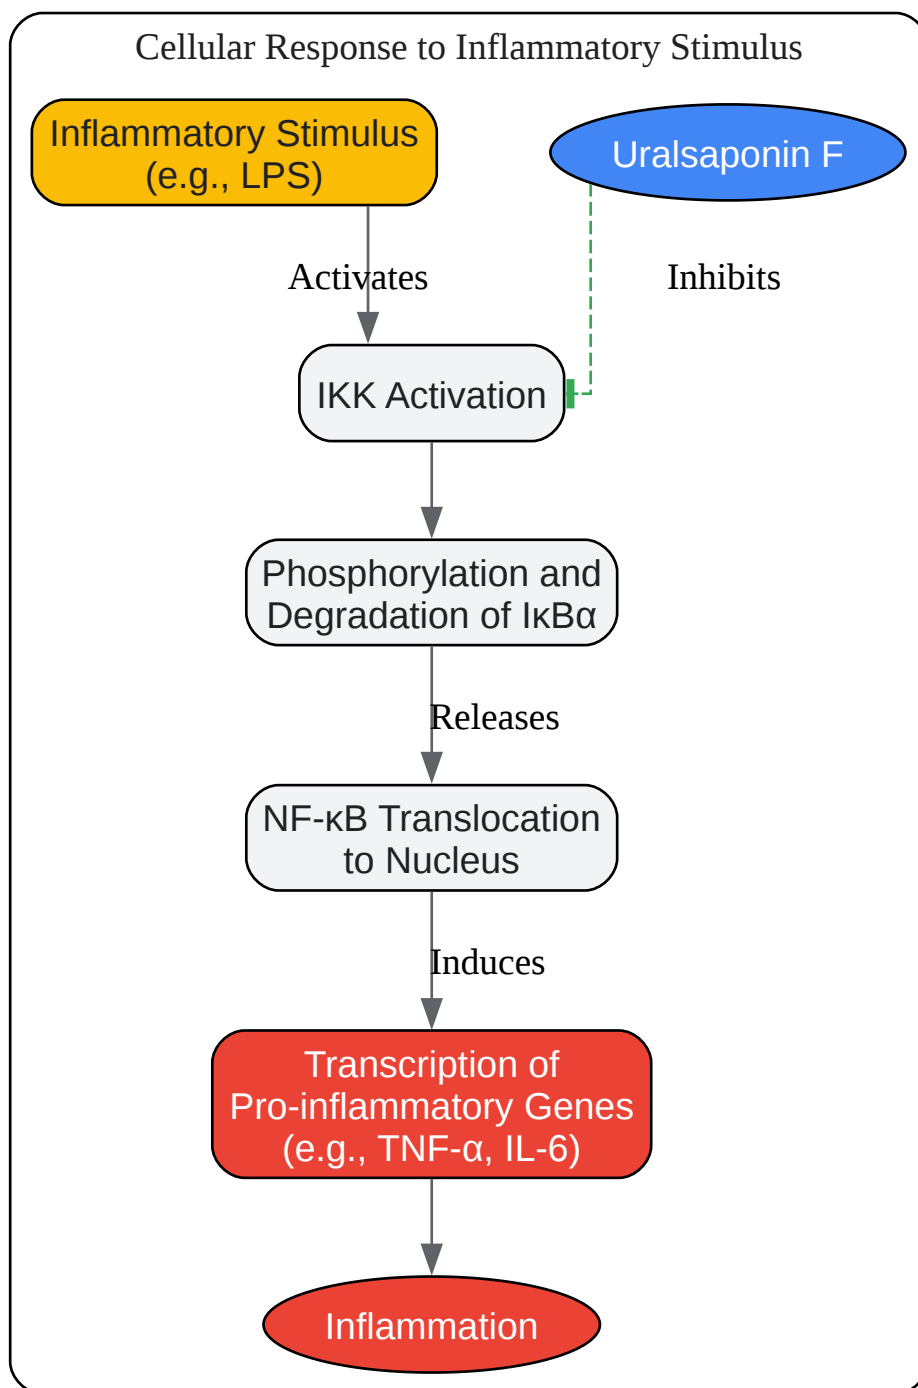 Cellular Response to Inflammatory Stimulus
Inflammatory Stimulus
(e.g., LPS)
Uralsaponin F
Activates
Inhibits
IKK Activation
Phosphorylation and
Degradation of IκBα
Releases
NF-κB Translocation
to Nucleus
Induces
Transcription of
Pro-inflammatory Genes
(e.g., TNF-α, IL-6)
Inflammation